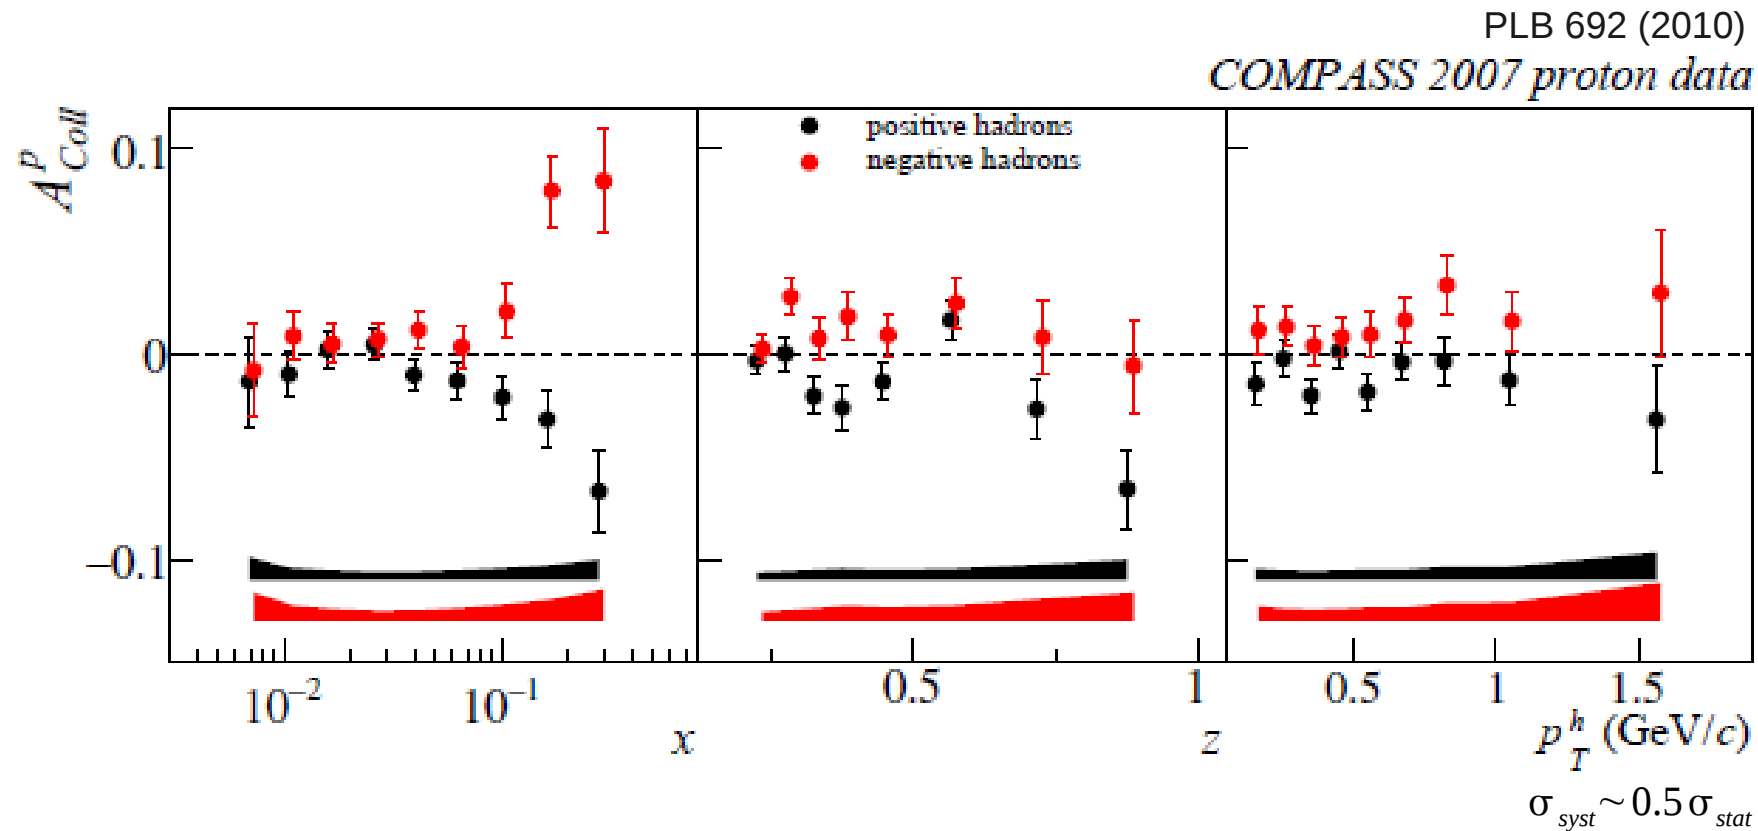 PLB 692 (2010)
COMPASS 2007 proton data
A^p_Coll
0.1
0
−0.1
positive hadrons
negative hadrons
10^−2 10^−1
x
0.5 1
z
0.5 1 1.5
p_T^h (GeV/c)
σ_syst ~ 0.5 σ_stat